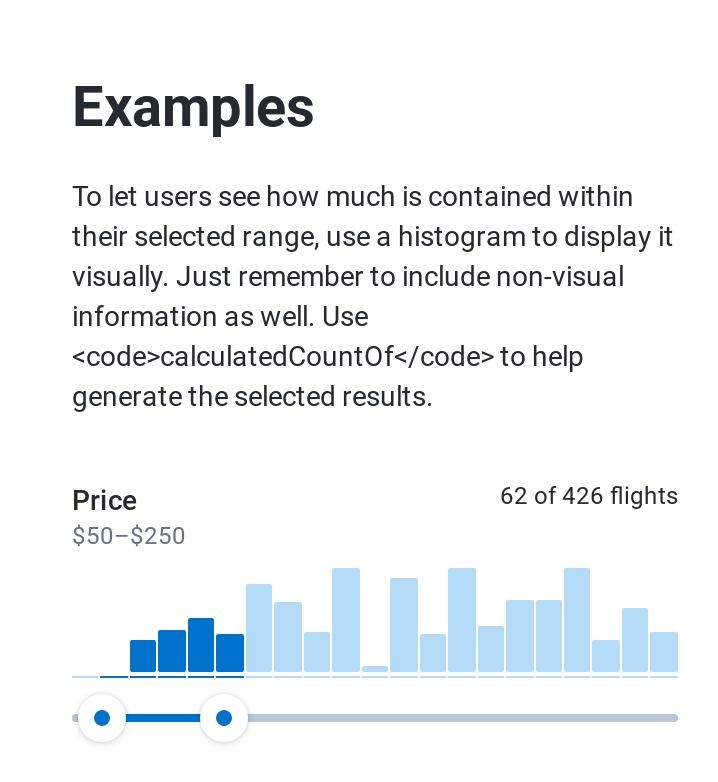 Examples
To let users see how much is contained within
their selected range, use a histogram to display it
visually. Just remember to include non-visual
information as well. Use
<code>calculatedCountOf</code> to help
generate the selected results.
Price
62 of 426 flights
$50–$250